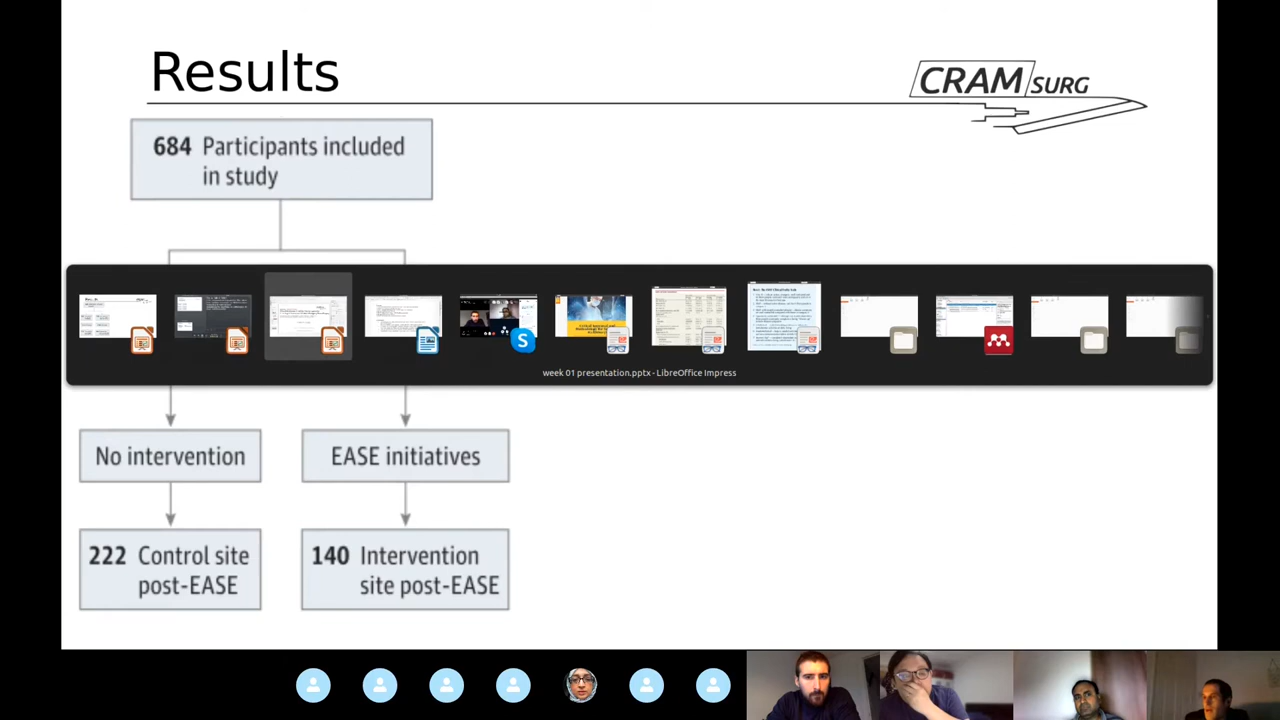 Results
CRAM SURG
684 Participants included
in study
week 01 presentation.pptx - LibreOffice Impress
No intervention
EASE initiatives
222 Control site
post-EASE
140 Intervention
site post-EASE